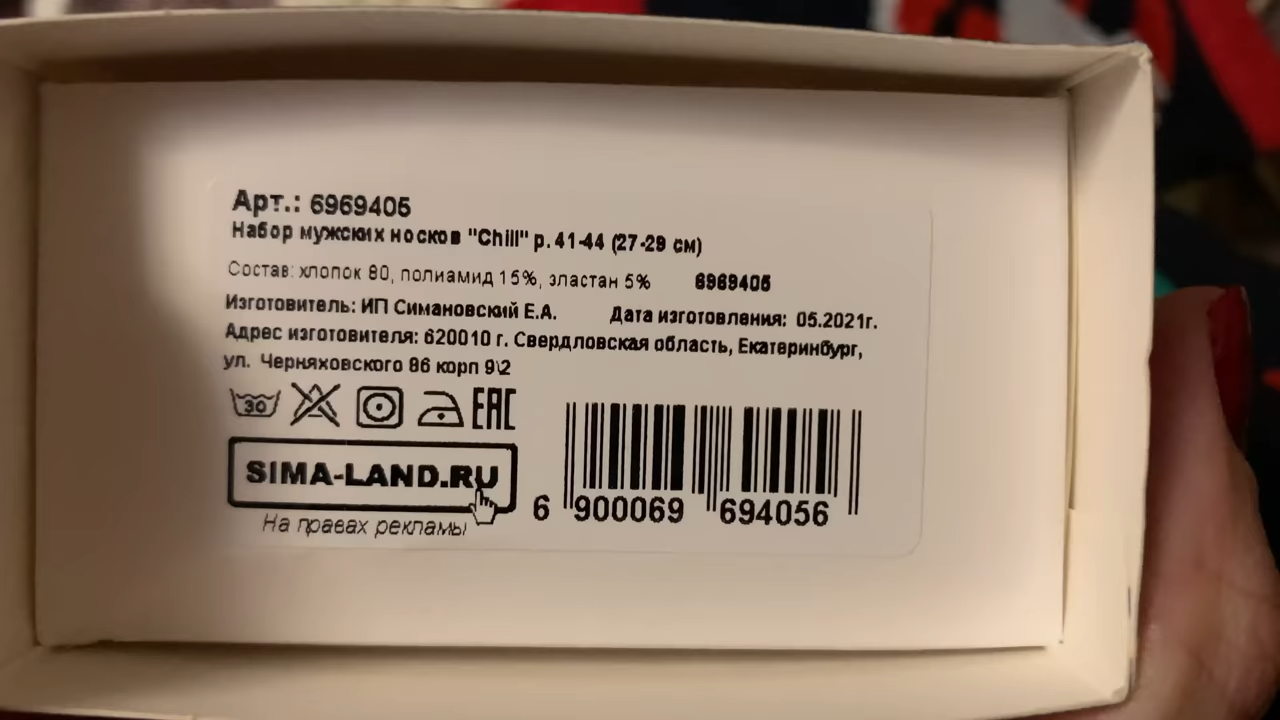 Арт.: 6969405
Набор мужских носков "Chill" р. 41-44 (27-29 см)
Состав: хлопок 80, полиамид 15%, эластан 5% 6969405
Изготовитель: ИП Симановский Е.А. Дата изготовления: 05.2021г.
Адрес изготовителя: 620010 г. Свердловская область, Екатеринбург,
ул. Черняховского 86 корп 9\2
30 EAC
SIMA-LAND.RU
На правах рекламы
6 900069 694056